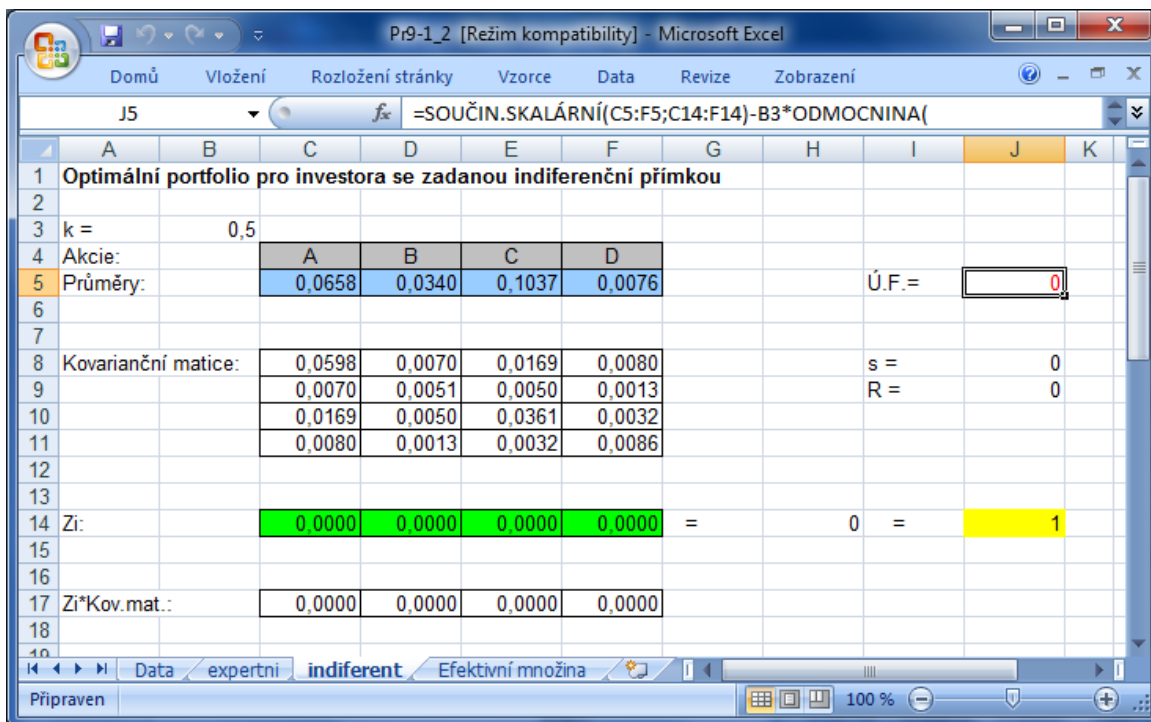 Pr9-1_2 [Režim kompatibility] - Microsoft Excel
Domů Vložení Rozložení stránky Vzorce Data Revize Zobrazení
J5 fx =SOUČIN.SKALÁRNÍ(C5:F5;C14:F14)-B3*ODMOCNINA(
A B C D E F G H I J K
1 Optimální portfolio pro investora se zadanou indiferenční přímkou
2
3 k = 0,5
4 Akcie: A B C D
5 Průměry: 0,0658 0,0340 0,1037 0,0076 Ú.F.= 0
6
7
8 Kovarianční matice: 0,0598 0,0070 0,0169 0,0080 s = 0
9 0,0070 0,0051 0,0050 0,0013 R = 0
10 0,0169 0,0050 0,0361 0,0032
11 0,0080 0,0013 0,0032 0,0086
12
13
14 Zi: 0,0000 0,0000 0,0000 0,0000 = 0 = 1
15
16
17 Zi*Kov.mat.: 0,0000 0,0000 0,0000 0,0000
18
19
Data expertni indiferent Efektivní množina
Připraven 100 %